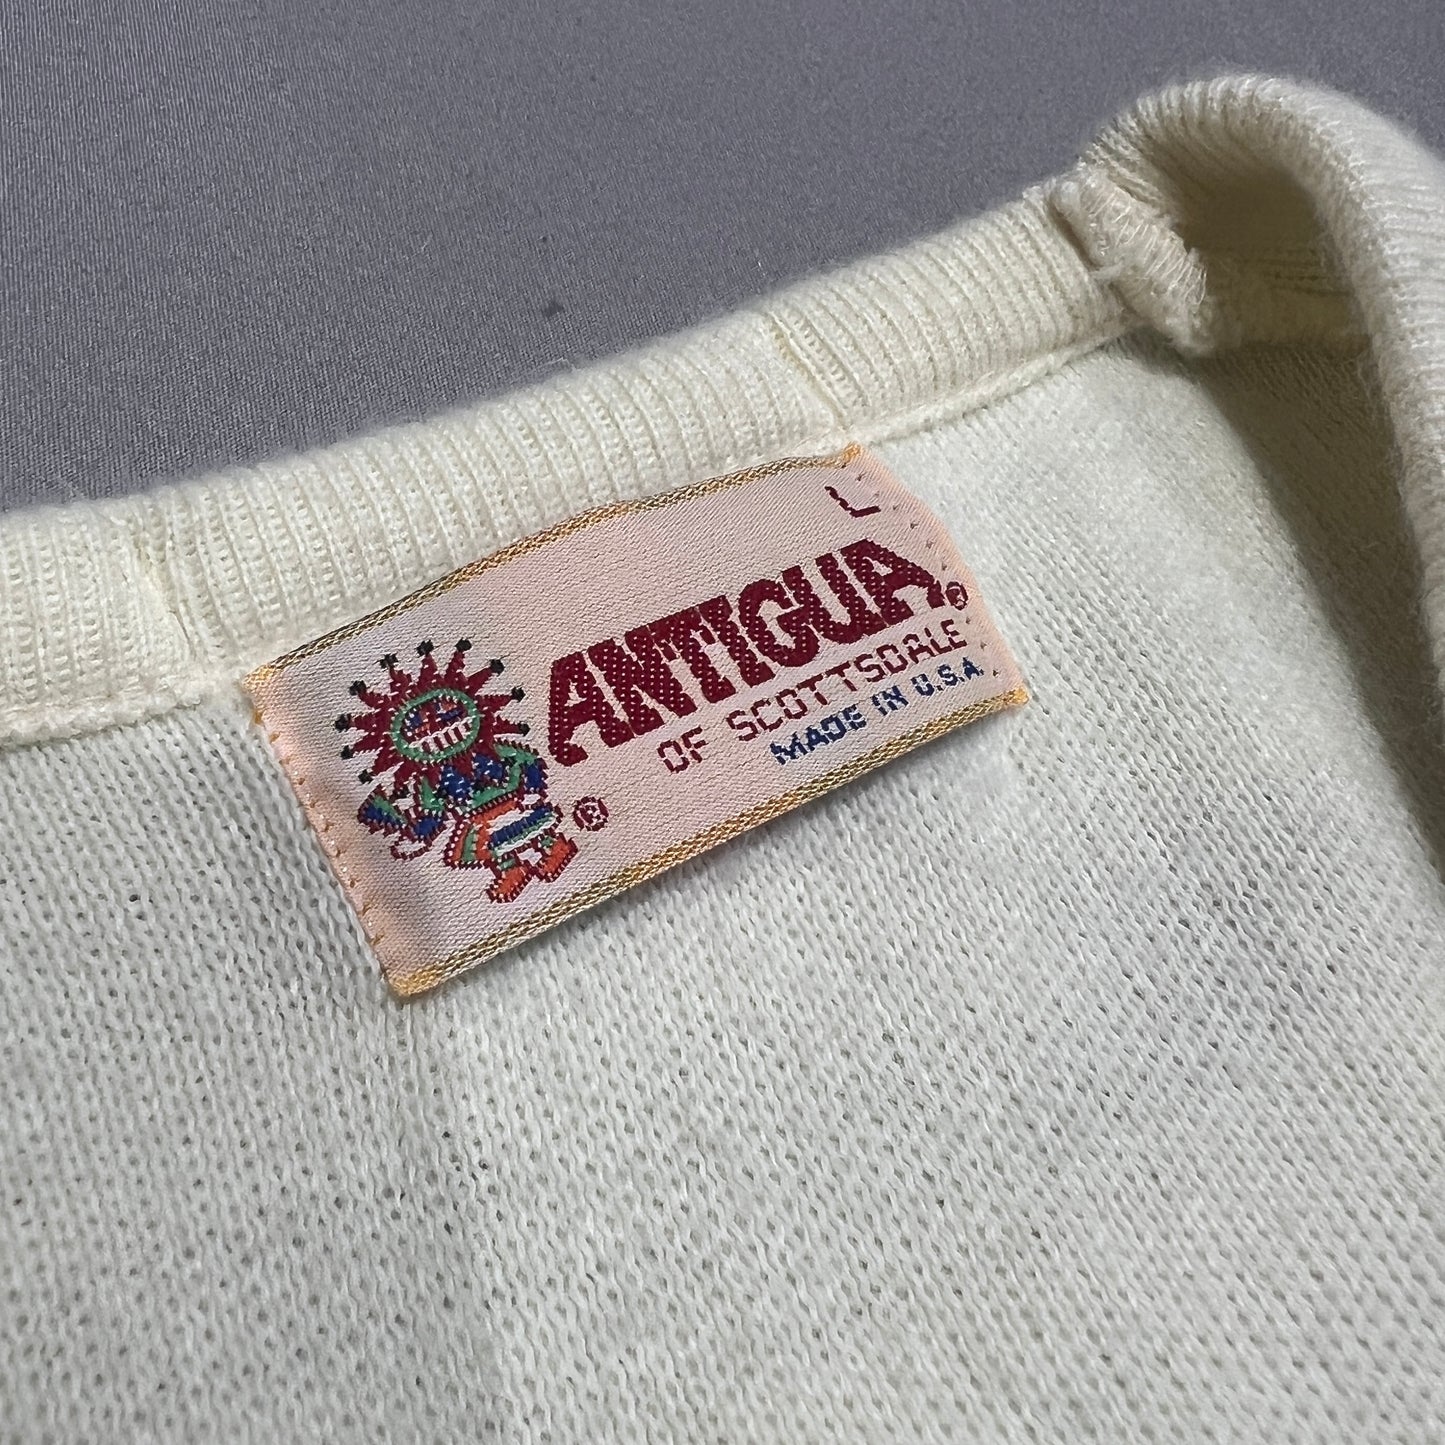 L
ANTIGUA®
OF SCOTTSDALE
MADE IN U.S.A.
®